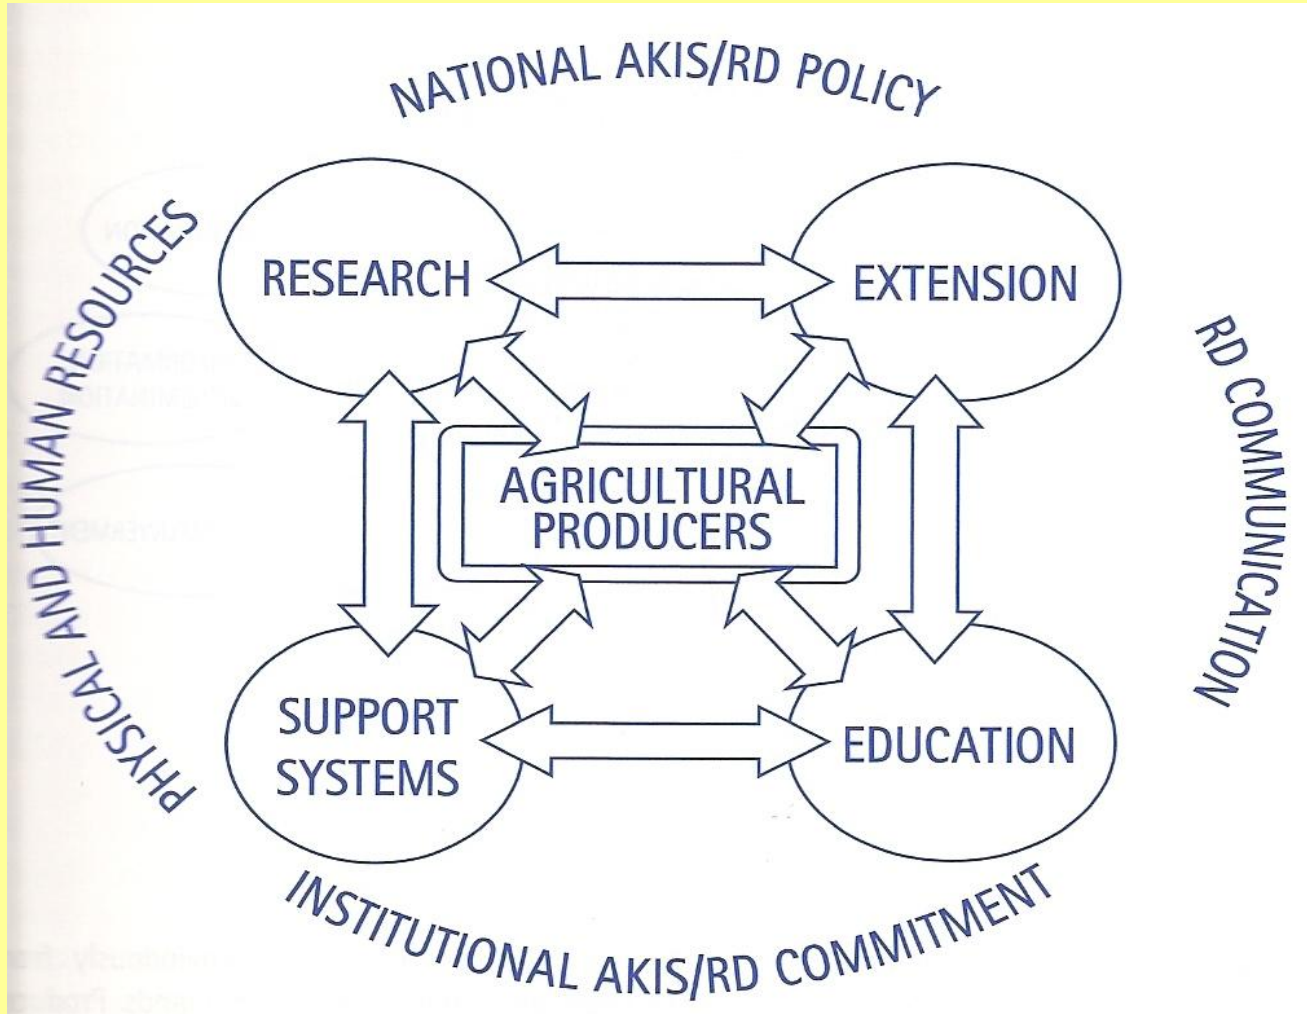 NATIONAL AKIS/RD POLICY
PHYSICAL AND HUMAN RESOURCES
RESEARCH
EXTENSION
RD COMMUNICATION
AGRICULTURAL
PRODUCERS
SUPPORT
SYSTEMS
EDUCATION
INSTITUTIONAL AKIS/RD COMMITMENT